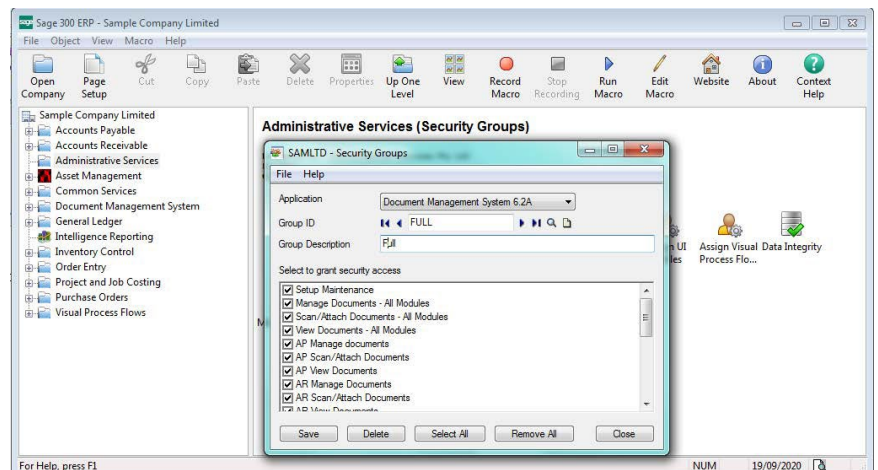 sage Sage 300 ERP - Sample Company Limited
File Object View Macro Help
Open Company
Page Setup
Cut
Copy
Paste
Delete
Properties
Up One Level
View
Record Macro
Stop Recording
Run Macro
Edit Macro
Website
About
Context Help
Sample Company Limited
Accounts Payable
Accounts Receivable
Administrative Services
Asset Management
Common Services
Document Management System
General Ledger
Intelligence Reporting
Inventory Control
Order Entry
Project and Job Costing
Purchase Orders
Visual Process Flows
Administrative Services (Security Groups)
SAMLTD - Security Groups
File Help
Application Document Management System 6.2A
Group ID FULL
Group Description Full
Select to grant security access
Setup Maintenance
Manage Documents - All Modules
Scan/Attach Documents - All Modules
View Documents - All Modules
AP Manage documents
AP Scan/Attach Documents
AP View Documents
AR Manage Documents
AR Scan/Attach Documents
AR View Documents
Save Delete Select All Remove All Close
UI
Assign Visual Process Flo...
Data Integrity
For Help, press F1
NUM 19/09/2020